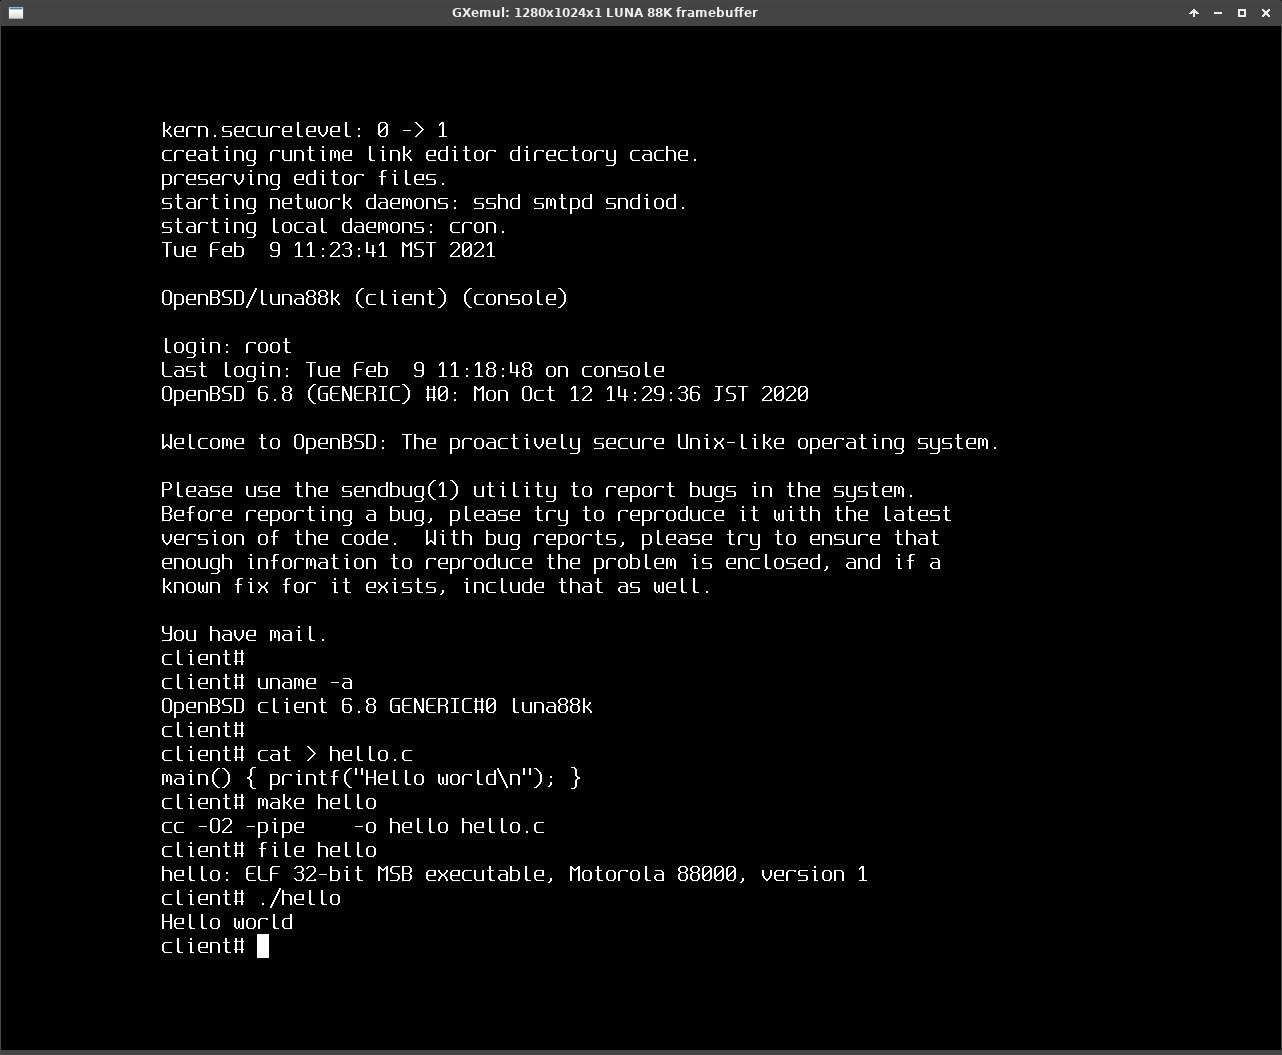 GXemul: 1280x1024x1 LUNA 88K framebuffer
kern.securelevel: 0 -> 1
creating runtime link editor directory cache.
preserving editor files.
starting network daemons: sshd smtpd sndiod.
starting local daemons: cron.
Tue Feb  9 11:23:41 MST 2021
OpenBSD/luna88k (client) (console)
login: root
Last login: Tue Feb  9 11:18:48 on console
OpenBSD 6.8 (GENERIC) #0: Mon Oct 12 14:29:36 JST 2020
Welcome to OpenBSD: The proactively secure Unix-like operating system.
Please use the sendbug(1) utility to report bugs in the system.
Before reporting a bug, please try to reproduce it with the latest
version of the code.  With bug reports, please try to ensure that
enough information to reproduce the problem is enclosed, and if a
known fix for it exists, include that as well.
You have mail.
client#
client# uname -a
OpenBSD client 6.8 GENERIC#0 luna88k
client#
client# cat > hello.c
main() { printf("Hello world\n"); }
client# make hello
cc -O2 -pipe    -o hello hello.c
client# file hello
hello: ELF 32-bit MSB executable, Motorola 88000, version 1
client# ./hello
Hello world
client#